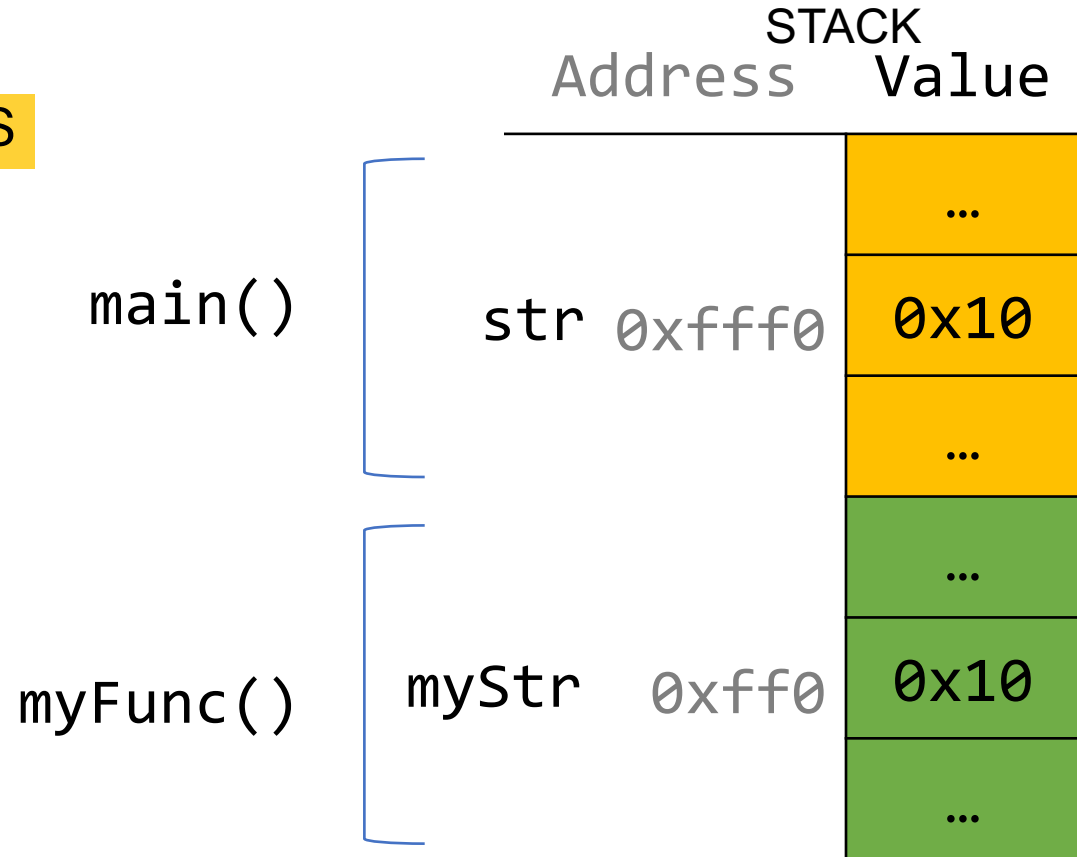 STACK
Address Value
S
…
main() str 0xfff0 0x10
…
…
myFunc() myStr 0xff0 0x10
…